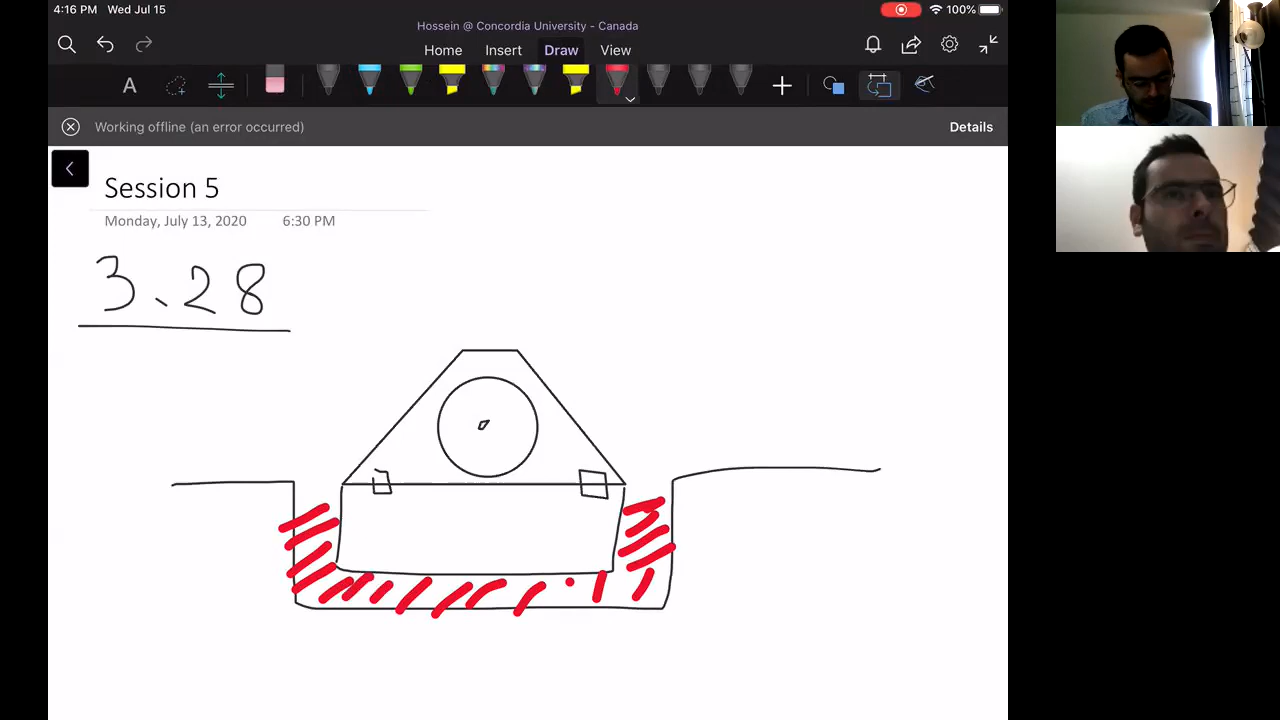 4:16 PM Wed Jul 15
100%
Hossein @ Concordia University - Canada
Home Insert Draw View
A
Working offline (an error occurred)
Details
Session 5
Monday, July 13, 2020 6:30 PM
3.28